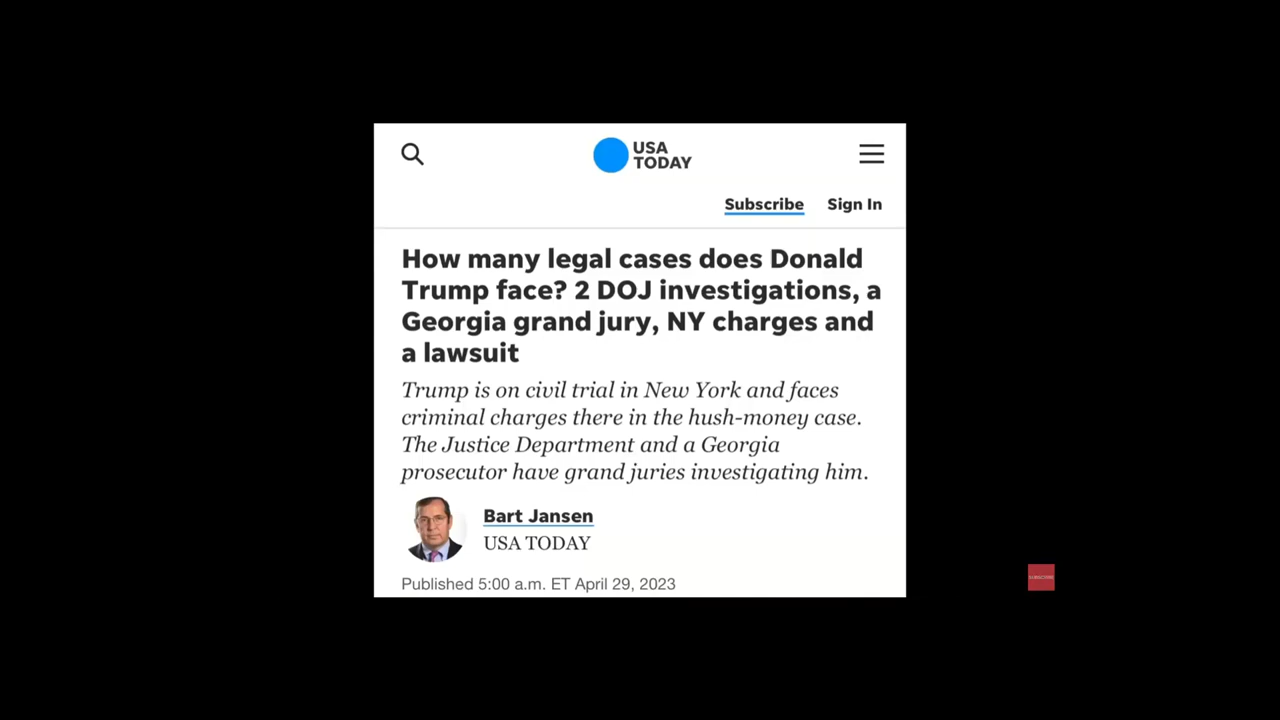 USA
TODAY
Subscribe Sign In
How many legal cases does Donald
Trump face? 2 DOJ investigations, a
Georgia grand jury, NY charges and
a lawsuit
Trump is on civil trial in New York and faces
criminal charges there in the hush-money case.
The Justice Department and a Georgia
prosecutor have grand juries investigating him.
Bart Jansen
USA TODAY
Published 5:00 a.m. ET April 29, 2023
SUBSCRIBE